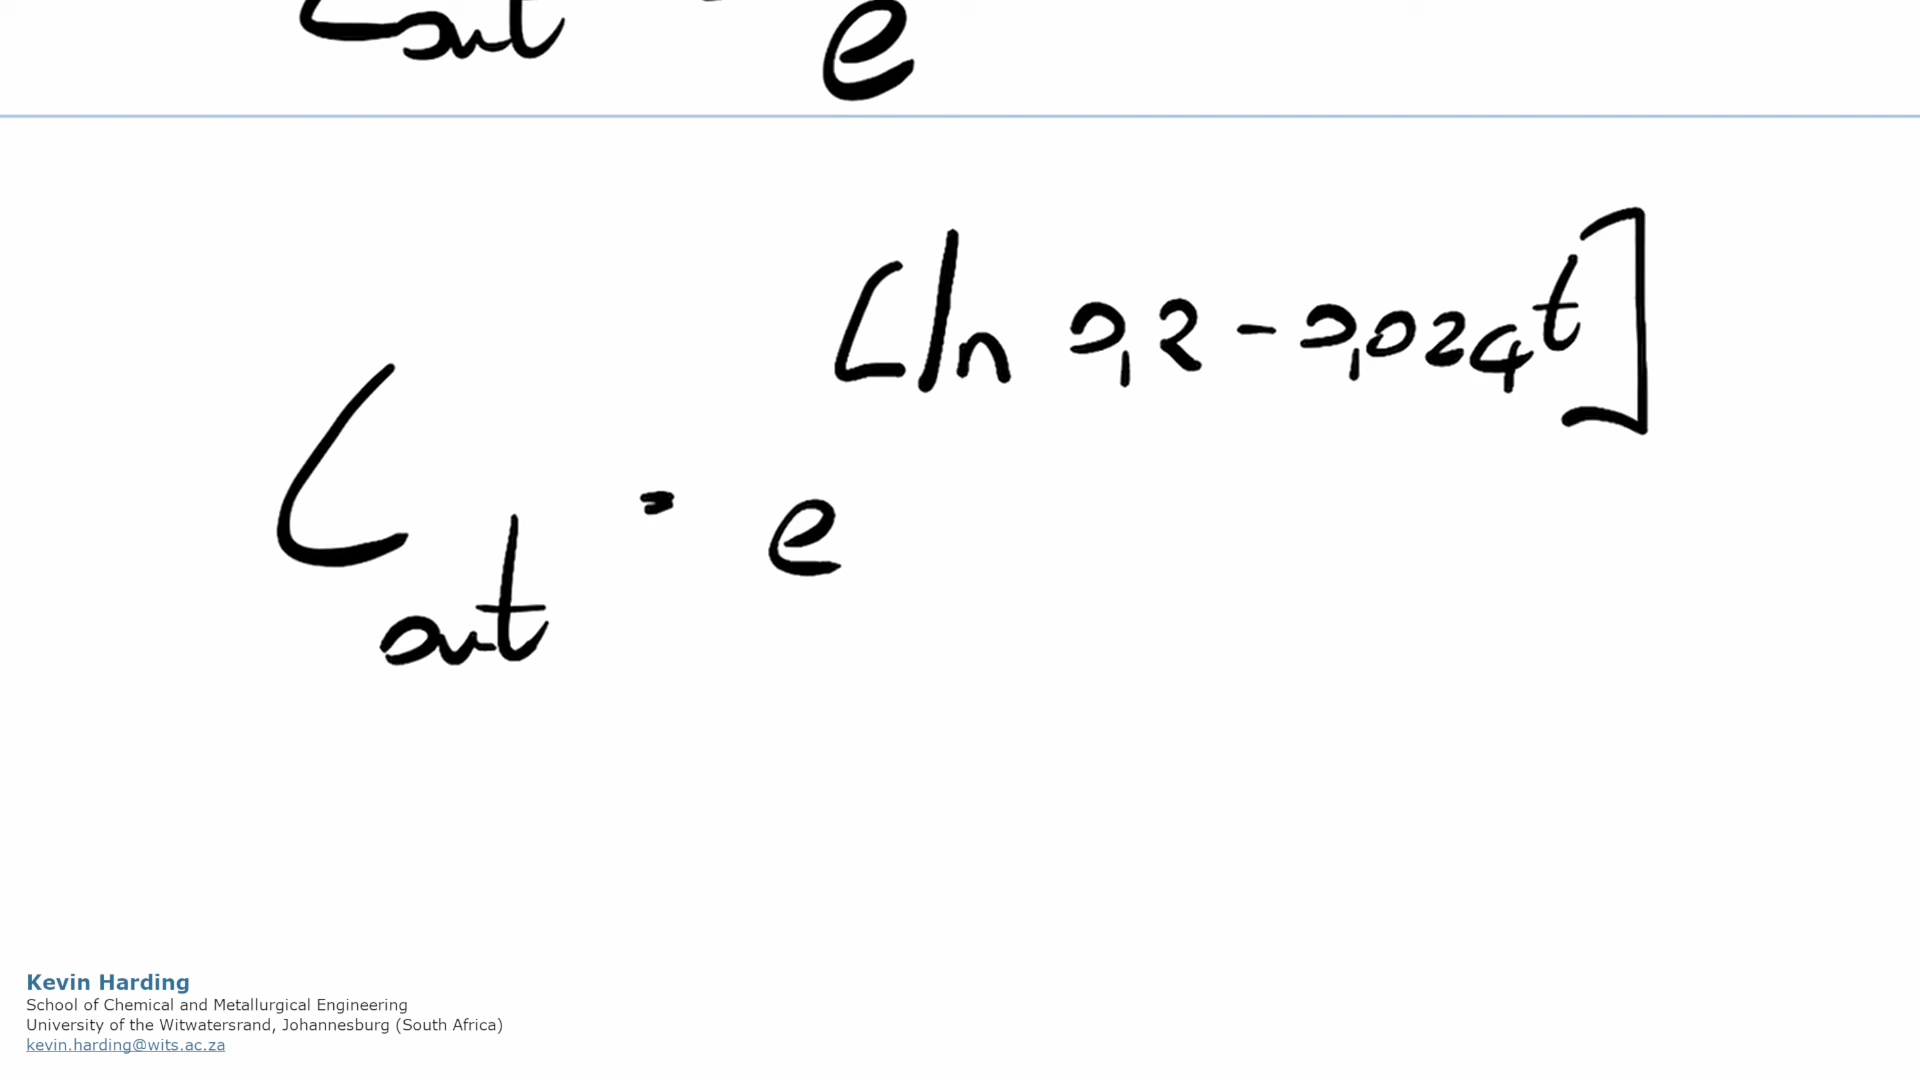 Cout = e
[ln 0,2 - 0,024t]
Cout = e
Kevin Harding
School of Chemical and Metallurgical Engineering
University of the Witwatersrand, Johannesburg (South Africa)
kevin.harding@wits.ac.za